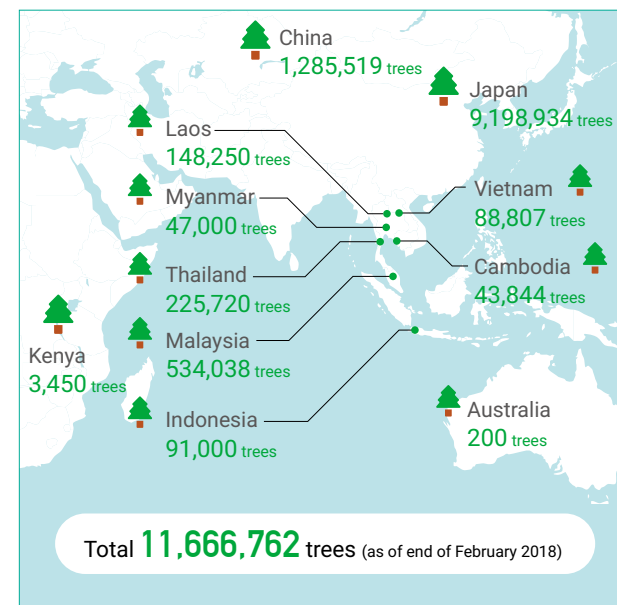 China
1,285,519 trees
Japan
9,198,934 trees
Laos
148,250 trees
Myanmar
47,000 trees
Vietnam
88,807 trees
Thailand
225,720 trees
Cambodia
43,844 trees
Kenya
3,450 trees
Malaysia
534,038 trees
Indonesia
91,000 trees
Australia
200 trees
Total 11,666,762 trees (as of end of February 2018)